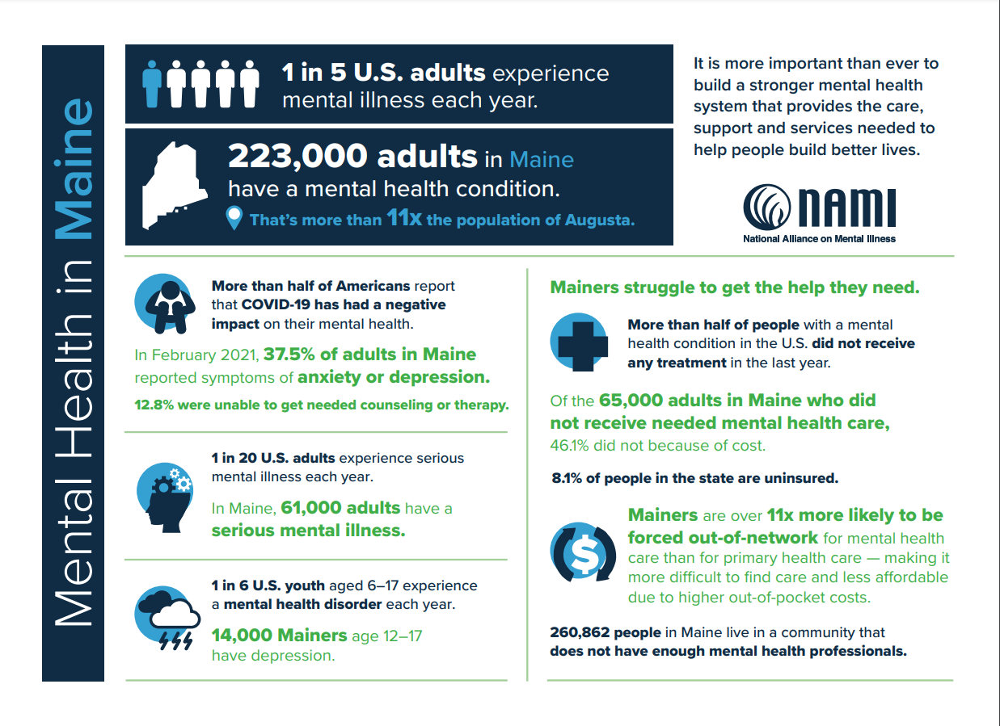 Mental Health in Maine
1 in 5 U.S. adults experience
mental illness each year.
223,000 adults in Maine
have a mental health condition.
That's more than 11x the population of Augusta.
It is more important than ever to
build a stronger mental health
system that provides the care,
support and services needed to
help people build better lives.
NAMI
National Alliance on Mental Illness
More than half of Americans report
that COVID-19 has had a negative
impact on their mental health.
In February 2021, 37.5% of adults in Maine
reported symptoms of anxiety or depression.
12.8% were unable to get needed counseling or therapy.
1 in 20 U.S. adults experience serious
mental illness each year.
In Maine, 61,000 adults have a
serious mental illness.
1 in 6 U.S. youth aged 6–17 experience
a mental health disorder each year.
14,000 Mainers age 12–17
have depression.
Mainers struggle to get the help they need.
More than half of people with a mental
health condition in the U.S. did not receive
any treatment in the last year.
Of the 65,000 adults in Maine who did
not receive needed mental health care,
46.1% did not because of cost.
8.1% of people in the state are uninsured.
$
Mainers are over 11x more likely to be
forced out-of-network for mental health
care than for primary health care — making it
more difficult to find care and less affordable
due to higher out-of-pocket costs.
260,862 people in Maine live in a community that
does not have enough mental health professionals.